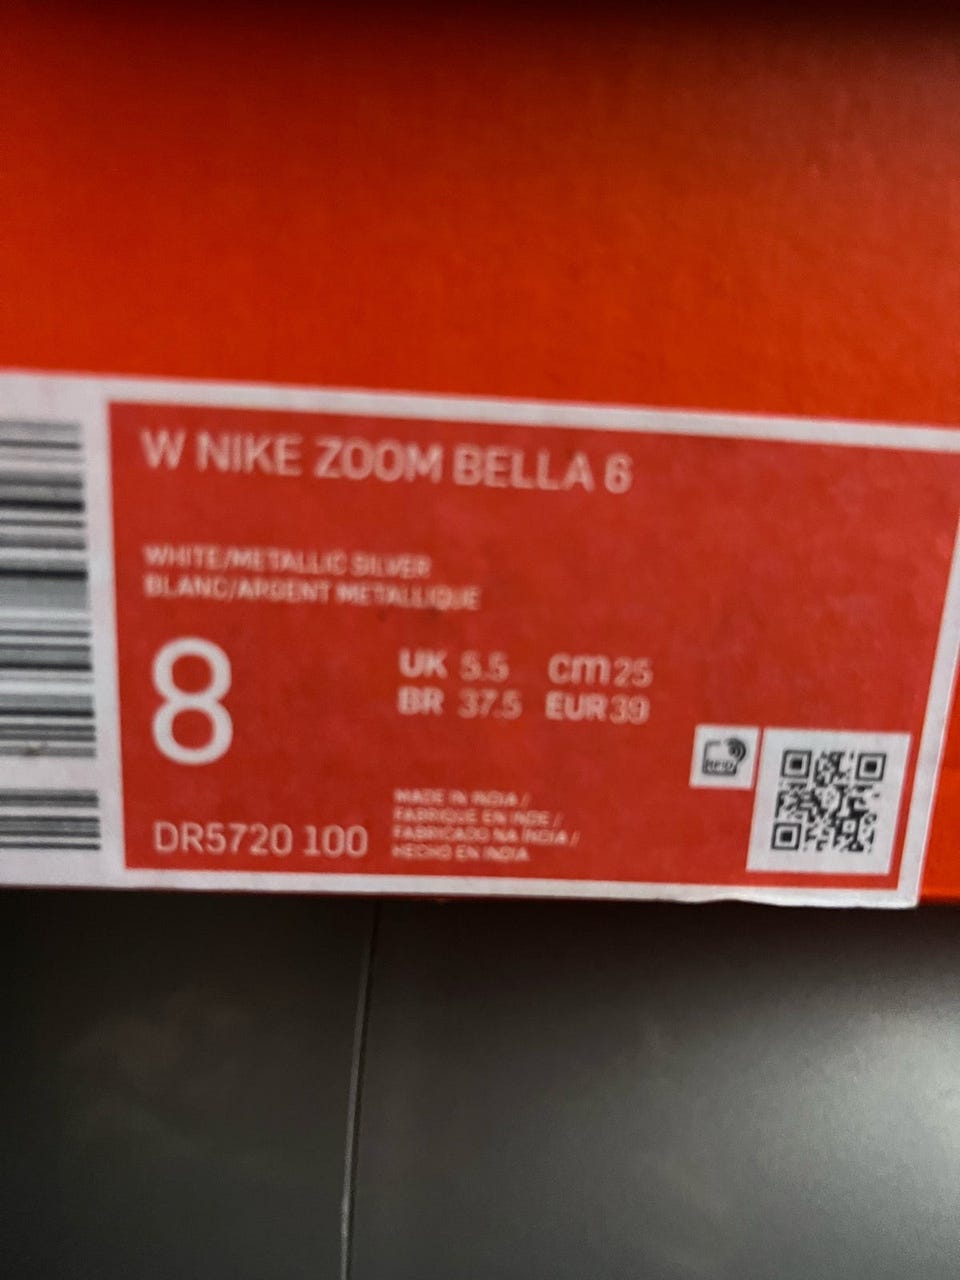 W NIKE ZOOM BELLA 6
WHITE/METALLIC SILVER
BLANC/ARGENT METALLIQUE
8
UK 5.5 cm 25
BR 37.5 EUR 39
DR5720 100
MADE IN INDIA /
FABRIQUE EN INDE /
FABRICADO NA ÍNDIA /
HECHO EN INDIA
RFID